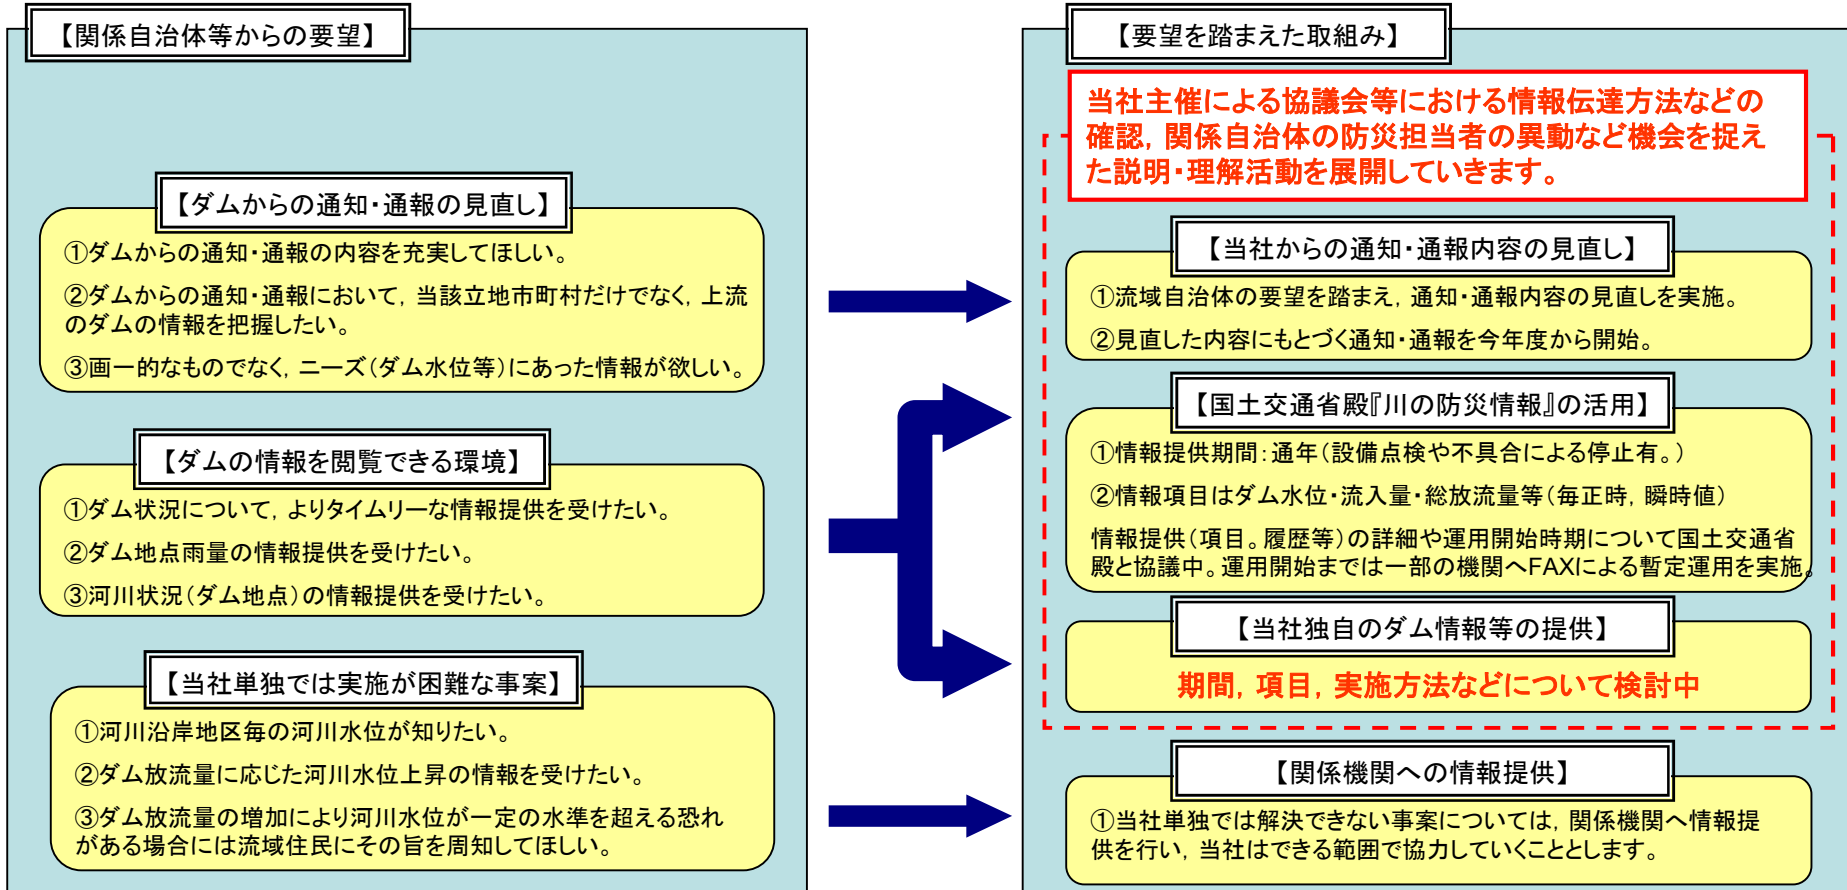 【関係自治体等からの要望】
【ダムからの通知・通報の見直し】
①ダムからの通知・通報の内容を充実してほしい。
②ダムからの通知・通報において，当該立地市町村だけでなく，上流
のダムの情報を把握したい。
③画一的なものでなく，ニーズ（ダム水位等）にあった情報が欲しい。
【ダムの情報を閲覧できる環境】
①ダム状況について，よりタイムリーな情報提供を受けたい。
②ダム地点雨量の情報提供を受けたい。
③河川状況（ダム地点）の情報提供を受けたい。
【当社単独では実施が困難な事案】
①河川沿岸地区毎の河川水位が知りたい。
②ダム放流量に応じた河川水位上昇の情報を受けたい。
③ダム放流量の増加により河川水位が一定の水準を超える恐れ
がある場合には流域住民にその旨を周知してほしい。
【要望を踏まえた取組み】
当社主催による協議会等における情報伝達方法などの
確認，関係自治体の防災担当者の異動など機会を捉え
た説明・理解活動を展開していきます。
【当社からの通知・通報内容の見直し】
①流域自治体の要望を踏まえ，通知・通報内容の見直しを実施。
②見直した内容にもとづく通知・通報を今年度から開始。
【国土交通省殿『川の防災情報』の活用】
①情報提供期間：通年（設備点検や不具合による停止有。）
②情報項目はダム水位・流入量・総放流量等（毎正時，瞬時値）
情報提供（項目。履歴等）の詳細や運用開始時期について国土交通省
殿と協議中。運用開始までは一部の機関へFAXによる暫定運用を実施。
【当社独自のダム情報等の提供】
期間，項目，実施方法などについて検討中
【関係機関への情報提供】
①当社単独では解決できない事案については，関係機関へ情報提
供を行い，当社はできる範囲で協力していくこととします。